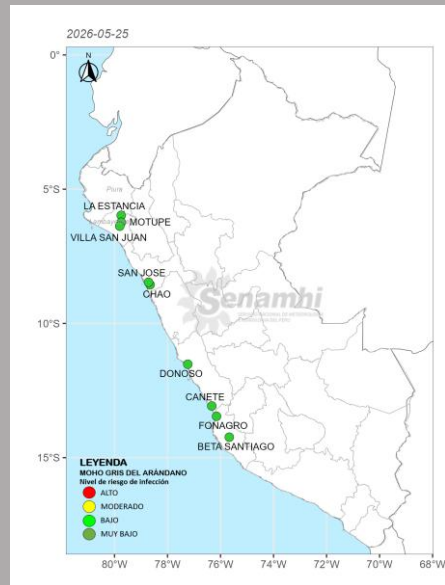 2026-05-25
N
0°
5°S
10°S
15°S
Piura
LA ESTANCIA
MOTUPE
VILLA SAN JUAN
SAN JOSE
CHAO
Senamhi
DONOSO
CANETE
FONAGRO
BETA SANTIAGO
LEYENDA
MOHO GRIS DEL ARÁNDANO
Nivel de riesgo de infección
ALTO
MODERADO
BAJO
MUY BAJO
80°W 78°W 76°W 74°W 72°W 70°W 68°W